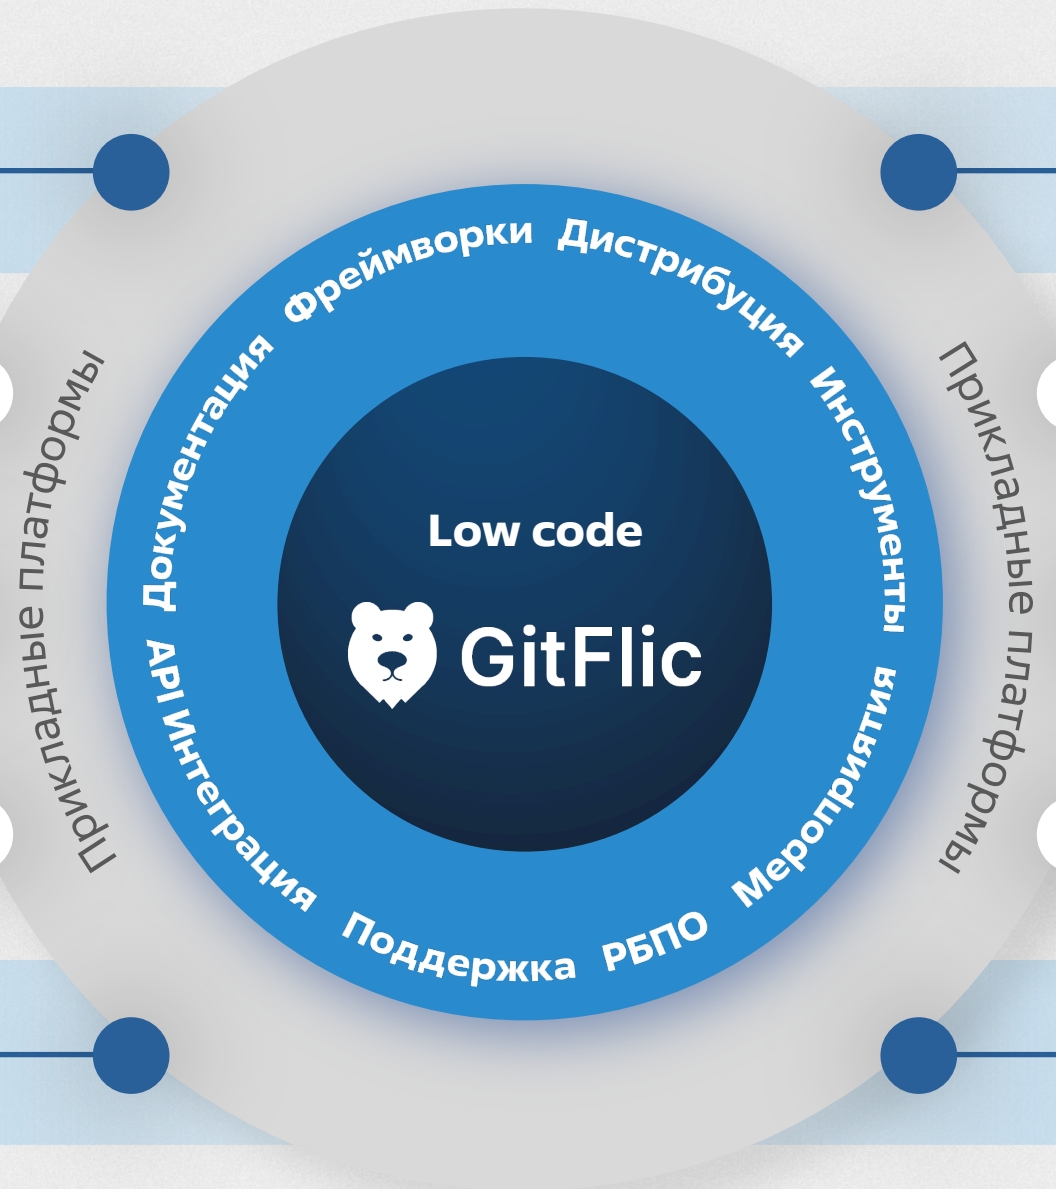 Фреймворки
Дистрибуция
Инструменты
Мероприятия
РБПО
Поддержка
API Интеграция
Документация
Low code
GitFlic
Прикладные платформы
Прикладные платформы